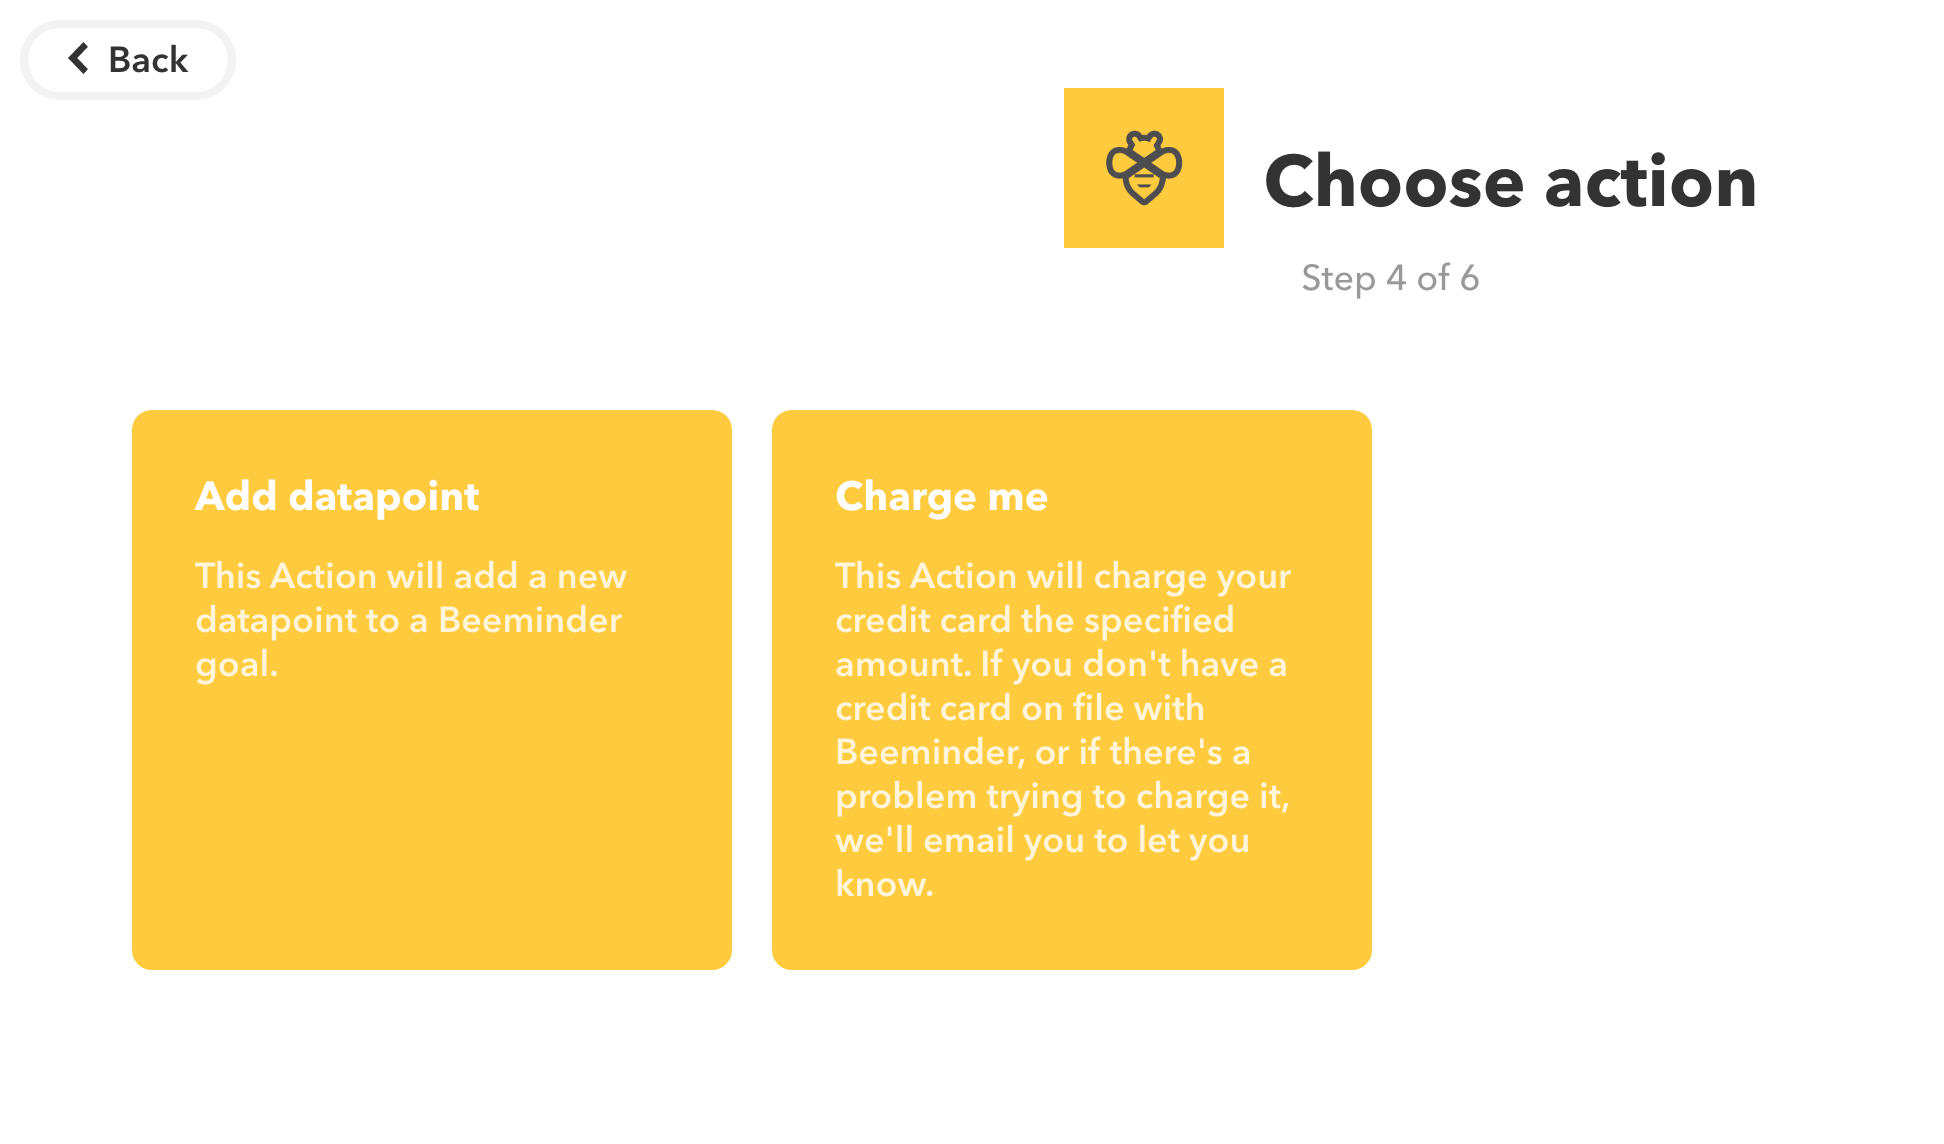 Back
Choose action
Step 4 of 6
Add datapoint
This Action will add a new
datapoint to a Beeminder
goal.
Charge me
This Action will charge your
credit card the specified
amount. If you don't have a
credit card on file with
Beeminder, or if there's a
problem trying to charge it,
we'll email you to let you
know.